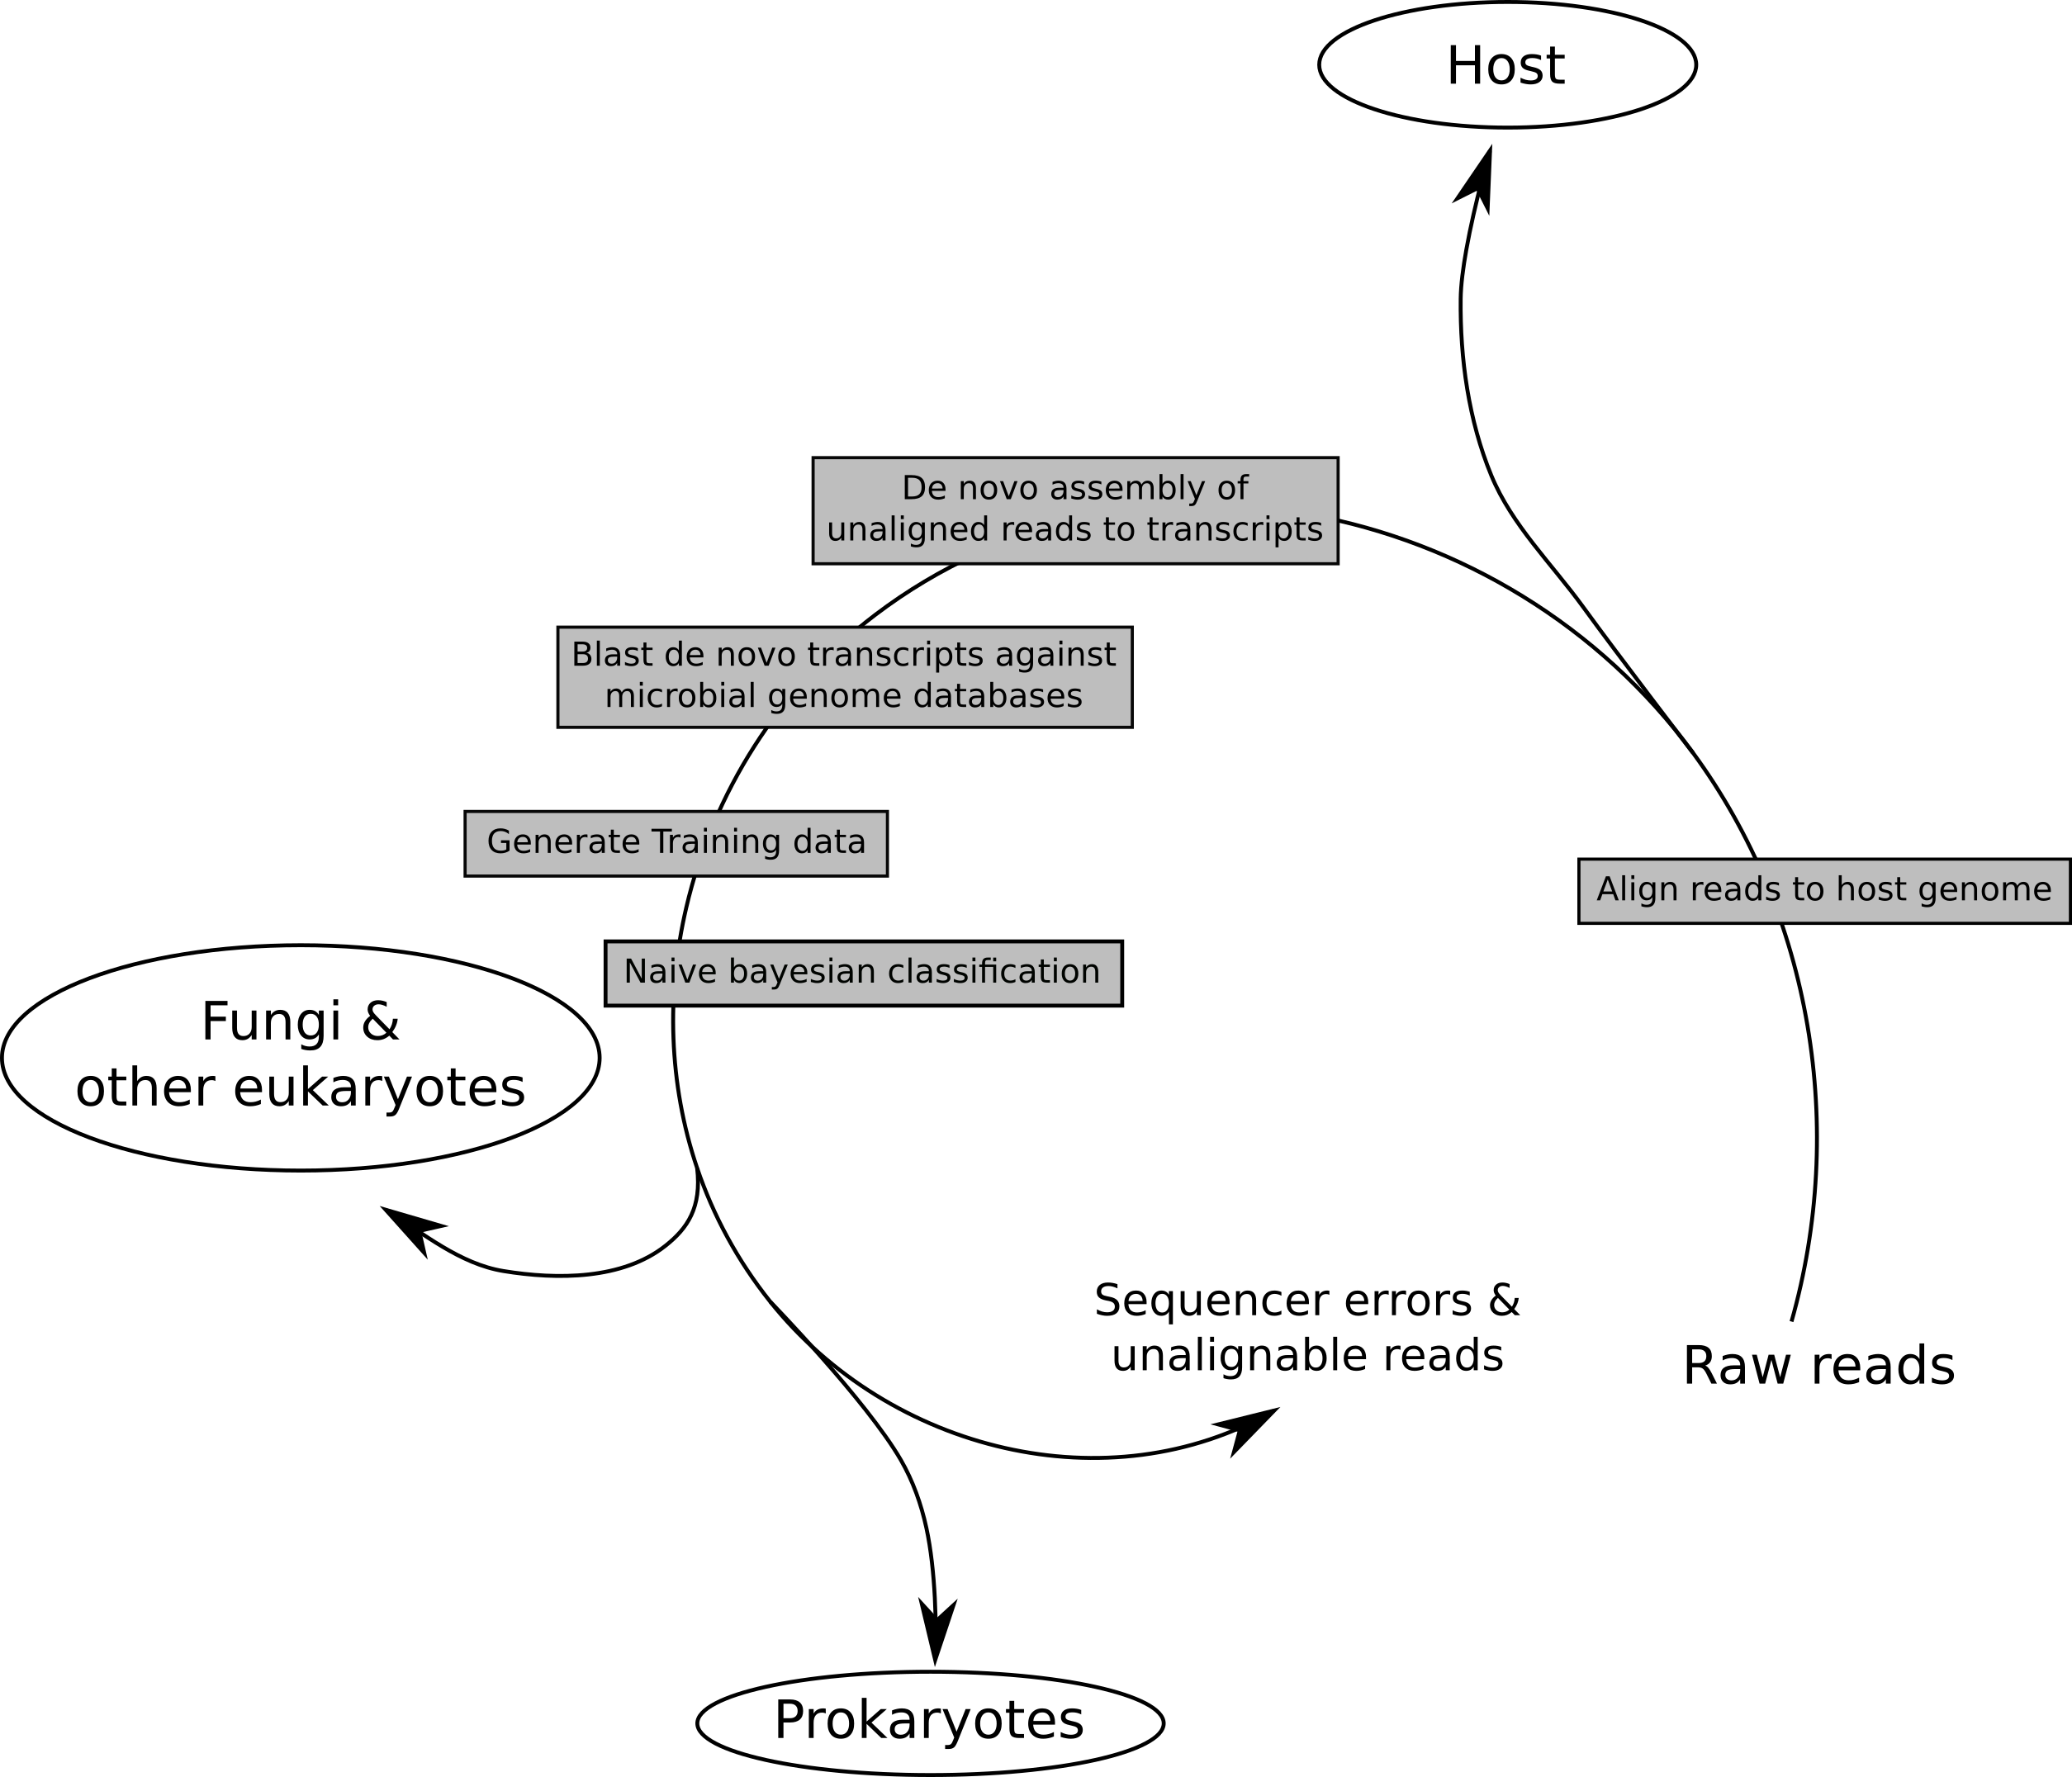 Host
De novo assembly of
unaligned reads to transcripts
Blast de novo transcripts against
microbial genome databases
Generate Training data
Align reads to host genome
Naive bayesian classification
Fungi &
other eukaryotes
Sequencer errors &
unalignable reads
Raw reads
Prokaryotes